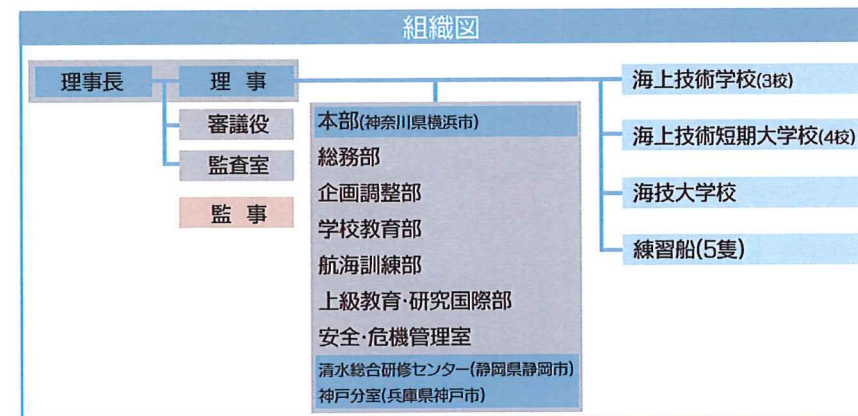 組織図
理事長
理 事
審議役
監査室
監 事
本部(神奈川県横浜市)
総務部
企画調整部
学校教育部
航海訓練部
上級教育・研究国際部
安全・危機管理室
清水総合研修センター(静岡県静岡市)
神戸分室(兵庫県神戸市)
海上技術学校(3校)
海上技術短期大学校(4校)
海技大学校
練習船(5隻)